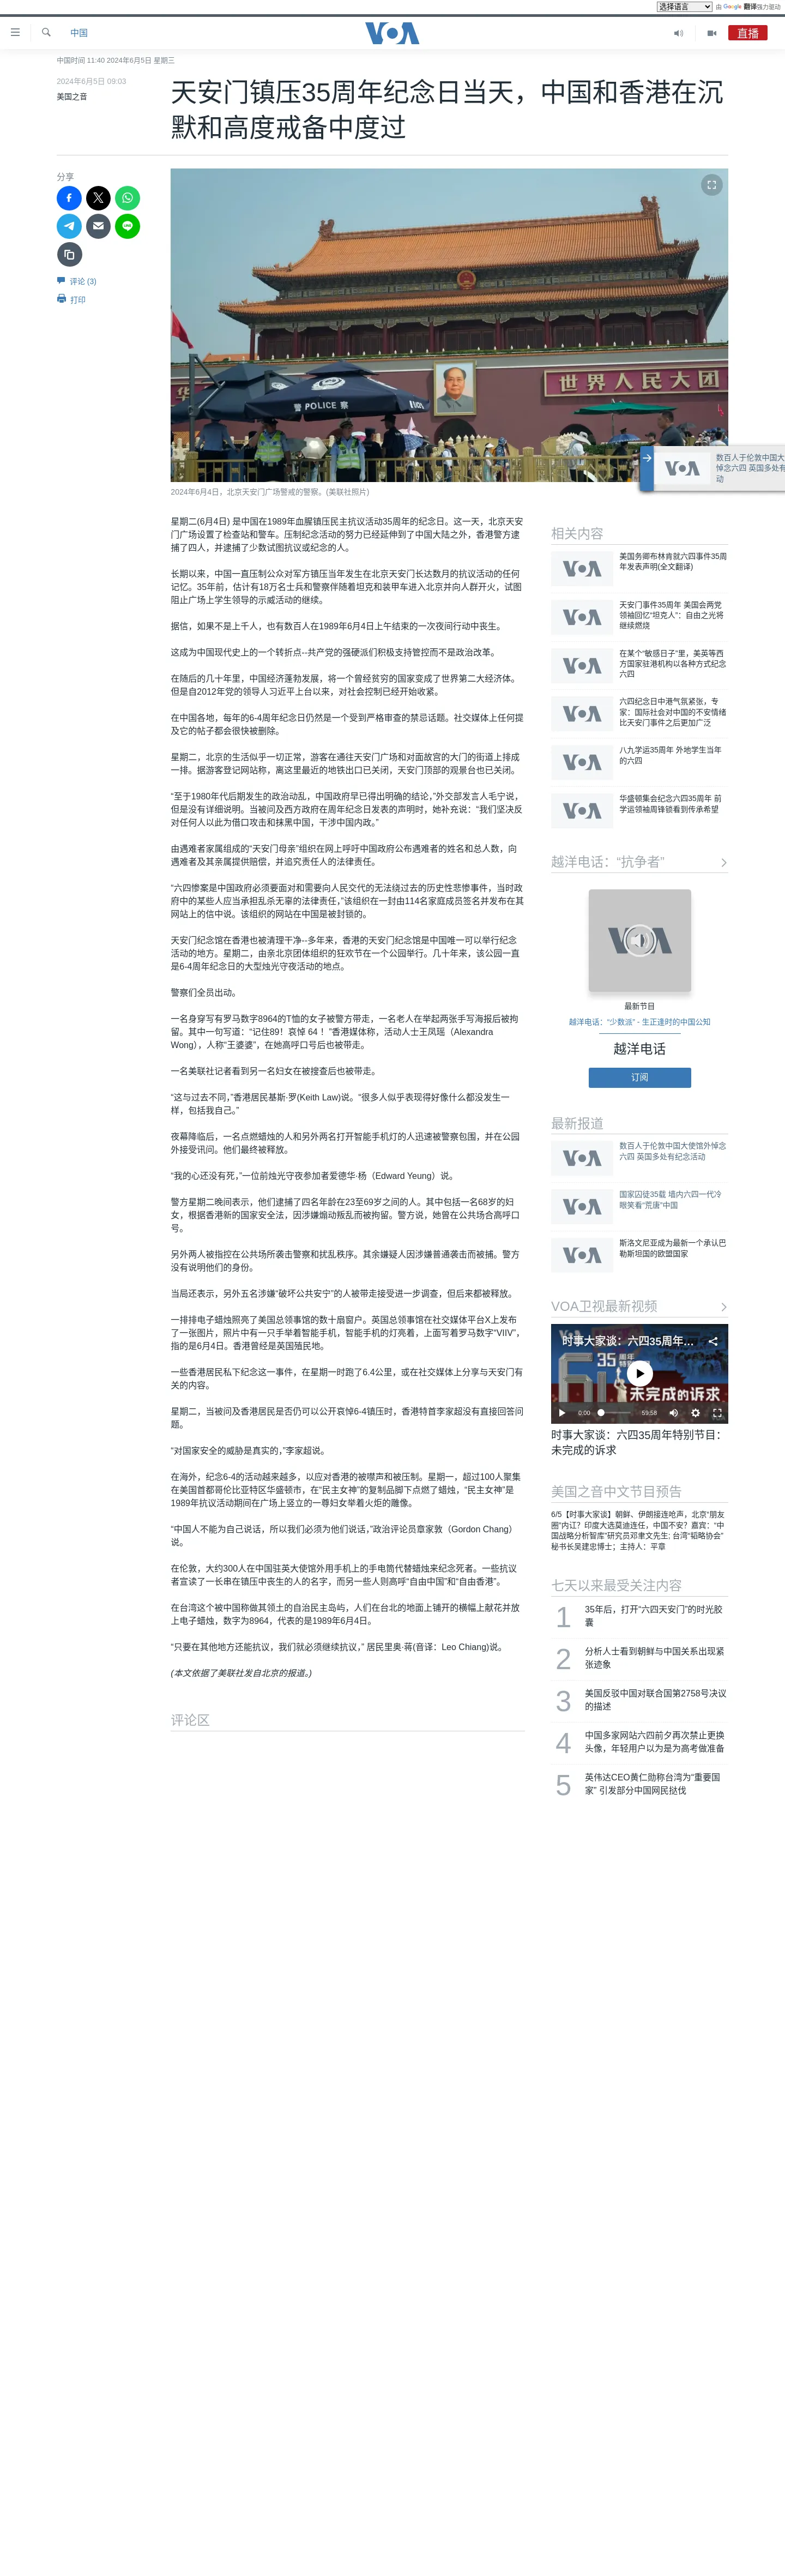 选择语言 由 Google 翻译强力驱动
中国
VOA
直播
中国时间 11:40 2024年6月5日 星期三
2024年6月5日 09:03
美国之音
天安门镇压35周年纪念日当天，中国和香港在沉
默和高度戒备中度过
分享
评论 (3)
打印
世界人民大团
警 POLICE 察
2024年6月4日，北京天安门广场警戒的警察。(美联社照片)
数百人于伦敦中国大
悼念六四 英国多处有
动
星期二(6月4日) 是中国在1989年血腥镇压民主抗议活动35周年的纪念日。这一天，北京天安
门广场设置了检查站和警车。压制纪念活动的努力已经延伸到了中国大陆之外，香港警方逮
捕了四人，并逮捕了少数试图抗议或纪念的人。
长期以来，中国一直压制公众对军方镇压当年发生在北京天安门长达数月的抗议活动的任何
记忆。35年前，估计有18万名士兵和警察伴随着坦克和装甲车进入北京并向人群开火，试图
阻止广场上学生领导的示威活动的继续。
据信，如果不是上千人，也有数百人在1989年6月4日上午结束的一次夜间行动中丧生。
这成为中国现代史上的一个转折点--共产党的强硬派们积极支持管控而不是政治改革。
在随后的几十年里，中国经济蓬勃发展，将一个曾经贫穷的国家变成了世界第二大经济体。
但是自2012年党的领导人习近平上台以来，对社会控制已经开始收紧。
在中国各地，每年的6-4周年纪念日仍然是一个受到严格审查的禁忌话题。社交媒体上任何提
及它的帖子都会很快被删除。
星期二，北京的生活似乎一切正常，游客在通往天安门广场和对面故宫的大门的街道上排成
一排。据游客登记网站称，离这里最近的地铁出口已关闭，天安门顶部的观景台也已关闭。
“至于1980年代后期发生的政治动乱，中国政府早已得出明确的结论，”外交部发言人毛宁说，
但是没有详细说明。当被问及西方政府在周年纪念日发表的声明时，她补充说：“我们坚决反
对任何人以此为借口攻击和抹黑中国，干涉中国内政。”
由遇难者家属组成的“天安门母亲”组织在网上呼吁中国政府公布遇难者的姓名和总人数，向
遇难者及其亲属提供赔偿，并追究责任人的法律责任。
“六四惨案是中国政府必须要面对和需要向人民交代的无法绕过去的历史性悲惨事件，当时政
府中的某些人应当承担乱杀无辜的法律责任，”该组织在一封由114名家庭成员签名并发布在其
网站上的信中说。该组织的网站在中国是被封锁的。
天安门纪念馆在香港也被清理干净--多年来，香港的天安门纪念馆是中国唯一可以举行纪念
活动的地方。星期二，由亲北京团体组织的狂欢节在一个公园举行。几十年来，该公园一直
是6-4周年纪念日的大型烛光守夜活动的地点。
警察们全员出动。
一名身穿写有罗马数字8964的T恤的女子被警方带走，一名老人在举起两张手写海报后被拘
留。其中一句写道：“记住89！哀悼 64！”香港媒体称，活动人士王凤瑶（Alexandra
Wong），人称“王婆婆”，在她高呼口号后也被带走。
一名美联社记者看到另一名妇女在被搜查后也被带走。
“这与过去不同，”香港居民基斯·罗(Keith Law)说。“很多人似乎表现得好像什么都没发生一
样，包括我自己。”
夜幕降临后，一名点燃蜡烛的人和另外两名打开智能手机灯的人迅速被警察包围，并在公园
外接受讯问。他们最终被释放。
“我的心还没有死，”一位前烛光守夜参加者爱德华·杨（Edward Yeung）说。
警方星期二晚间表示，他们逮捕了四名年龄在23至69岁之间的人。其中包括一名68岁的妇
女，根据香港新的国家安全法，因涉嫌煽动叛乱而被拘留。警方说，她曾在公共场合高呼口
号。
另外两人被指控在公共场所袭击警察和扰乱秩序。其余嫌疑人因涉嫌普通袭击而被捕。警方
没有说明他们的身份。
当局还表示，另外五名涉嫌“破坏公共安宁”的人被带走接受进一步调查，但后来都被释放。
一排排电子蜡烛照亮了美国总领事馆的数十扇窗户。英国总领事馆在社交媒体平台X上发布
了一张图片，照片中有一只手举着智能手机，智能手机的灯亮着，上面写着罗马数字“VIIV”，
指的是6月4日。香港曾经是英国殖民地。
一些香港居民私下纪念这一事件，在星期一时跑了6.4公里，或在社交媒体上分享与天安门有
关的内容。
星期二，当被问及香港居民是否仍可以公开哀悼6-4镇压时，香港特首李家超没有直接回答问
题。
“对国家安全的威胁是真实的，”李家超说。
在海外，纪念6-4的活动越来越多，以应对香港的被噤声和被压制。星期一，超过100人聚集
在美国首都哥伦比亚特区华盛顿市，在“民主女神”的复制品脚下点燃了蜡烛，“民主女神”是
1989年抗议活动期间在广场上竖立的一尊妇女举着火炬的雕像。
“中国人不能为自己说话，所以我们必须为他们说话，”政治评论员章家敦（Gordon Chang）
说。
在伦敦，大约300人在中国驻英大使馆外用手机上的手电筒代替蜡烛来纪念死者。一些抗议
者宣读了一长串在镇压中丧生的人的名字，而另一些人则高呼“自由中国”和“自由香港”。
在台湾这个被中国称做其领土的自治民主岛屿，人们在台北的地面上铺开的横幅上献花并放
上电子蜡烛，数字为8964，代表的是1989年6月4日。
“只要在其他地方还能抗议，我们就必须继续抗议，” 居民里奥·蒋(音译：Leo Chiang)说。
(本文依据了美联社发自北京的报道。)
评论区
相关内容
美国务卿布林肯就六四事件35周
年发表声明(全文翻译)
天安门事件35周年 美国会两党
领袖回忆“坦克人”：自由之光将
继续燃烧
在某个“敏感日子”里，美英等西
方国家驻港机构以各种方式纪念
六四
六四纪念日中港气氛紧张，专
家：国际社会对中国的不安情绪
比天安门事件之后更加广泛
八九学运35周年 外地学生当年
的六四
华盛顿集会纪念六四35周年 前
学运领袖周锋锁看到传承希望
越洋电话：“抗争者”
VOA
最新节目
越洋电话：“少数派” - 生正逢时的中国公知
越洋电话
订阅
最新报道
数百人于伦敦中国大使馆外悼念
六四 英国多处有纪念活动
国家囚徒35载 墙内六四一代冷
眼笑看“荒唐”中国
斯洛文尼亚成为最新一个承认巴
勒斯坦国的欧盟国家
VOA卫视最新视频
时事大家谈：六四35周年...
35周年
未完成的诉求
0:00 59:58
时事大家谈：六四35周年特别节目：
未完成的诉求
美国之音中文节目预告
6/5【时事大家谈】朝鲜、伊朗接连呛声，北京“朋友
圈”内讧？印度大选莫迪连任，中国不安？嘉宾：“中
国战略分析智库”研究员邓聿文先生; 台湾“韬略协会”
秘书长吴建忠博士；主持人：平章
七天以来最受关注内容
1 35年后，打开“六四天安门”的时光胶
囊
2 分析人士看到朝鲜与中国关系出现紧
张迹象
3 美国反驳中国对联合国第2758号决议
的描述
4 中国多家网站六四前夕再次禁止更换
头像，年轻用户以为是为高考做准备
5 英伟达CEO黄仁勋称台湾为“重要国
家” 引发部分中国网民挞伐